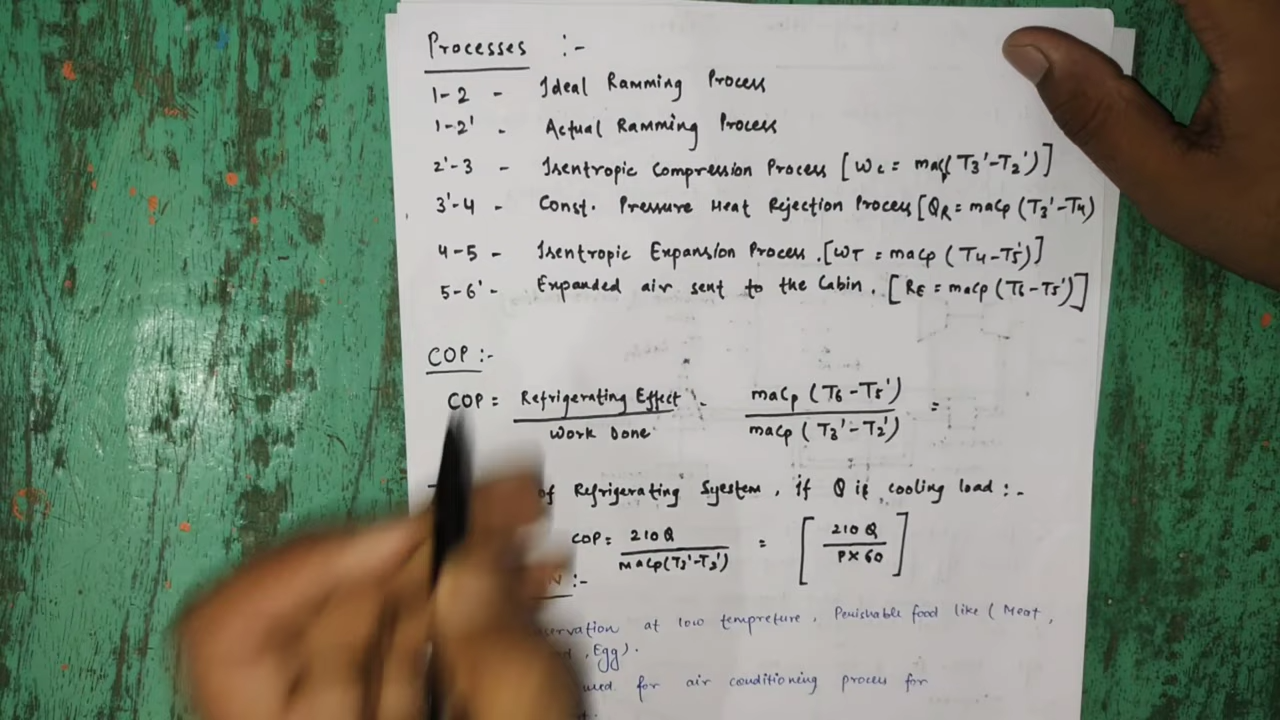 Processes :-
1-2 - Ideal Ramming Process
1-2' - Actual Ramming Process
2'-3 - Isentropic Compression Process [Wc = macp(T3'-T2')]
3'-4 - Const. Pressure Heat Rejection Process [QR = macp (T3'-T4)
4-5 - Isentropic Expansion Process. [WT = macp (T4-T5')]
5-6' - Expanded air sent to the Cabin. [RE = macp (T6-T5')]
COP :-
COP = Refrigerating Effect - macp (T6-T5') =
Work Done macp (T3'-T2')
of Refrigerating Syestem, if Q is cooling load :-
COP = 210 Q = [210 Q]
macp(T3'-T2') P×60
:-
at low tempreture, Perishable food like (Meat,
, Egg).
for air conditioning process for